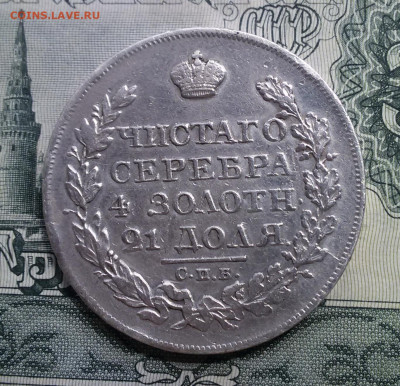 COINS.LAVE.RU
ЧИСТАГО
СЕРЕБРА
4 ЗОЛОТН.
21 ДОЛЯ.
С.П.Б.